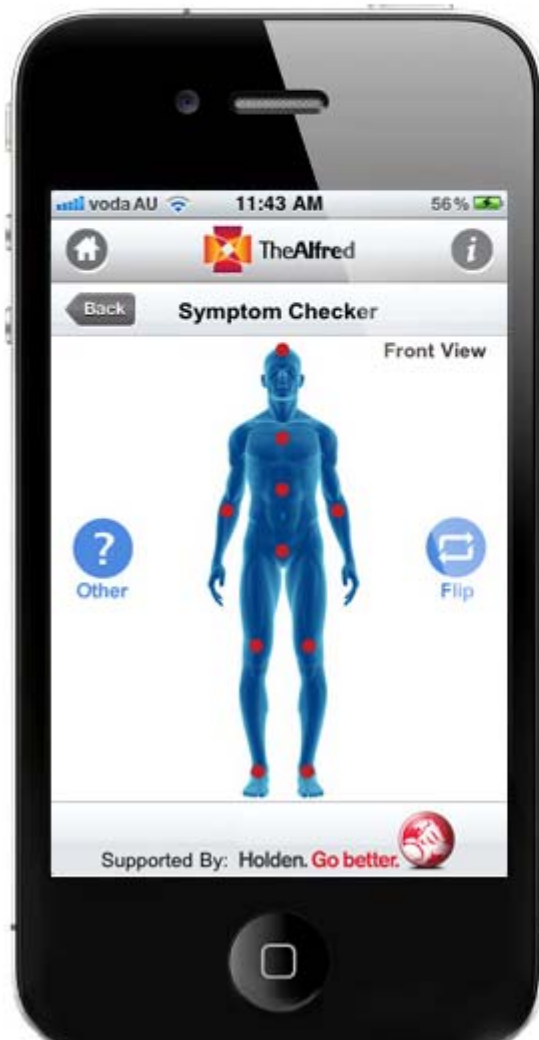 voda AU 11:43 AM 56%
TheAlfred
Back Symptom Checker
Front View
?
Other Flip
Supported By: Holden. Go better.